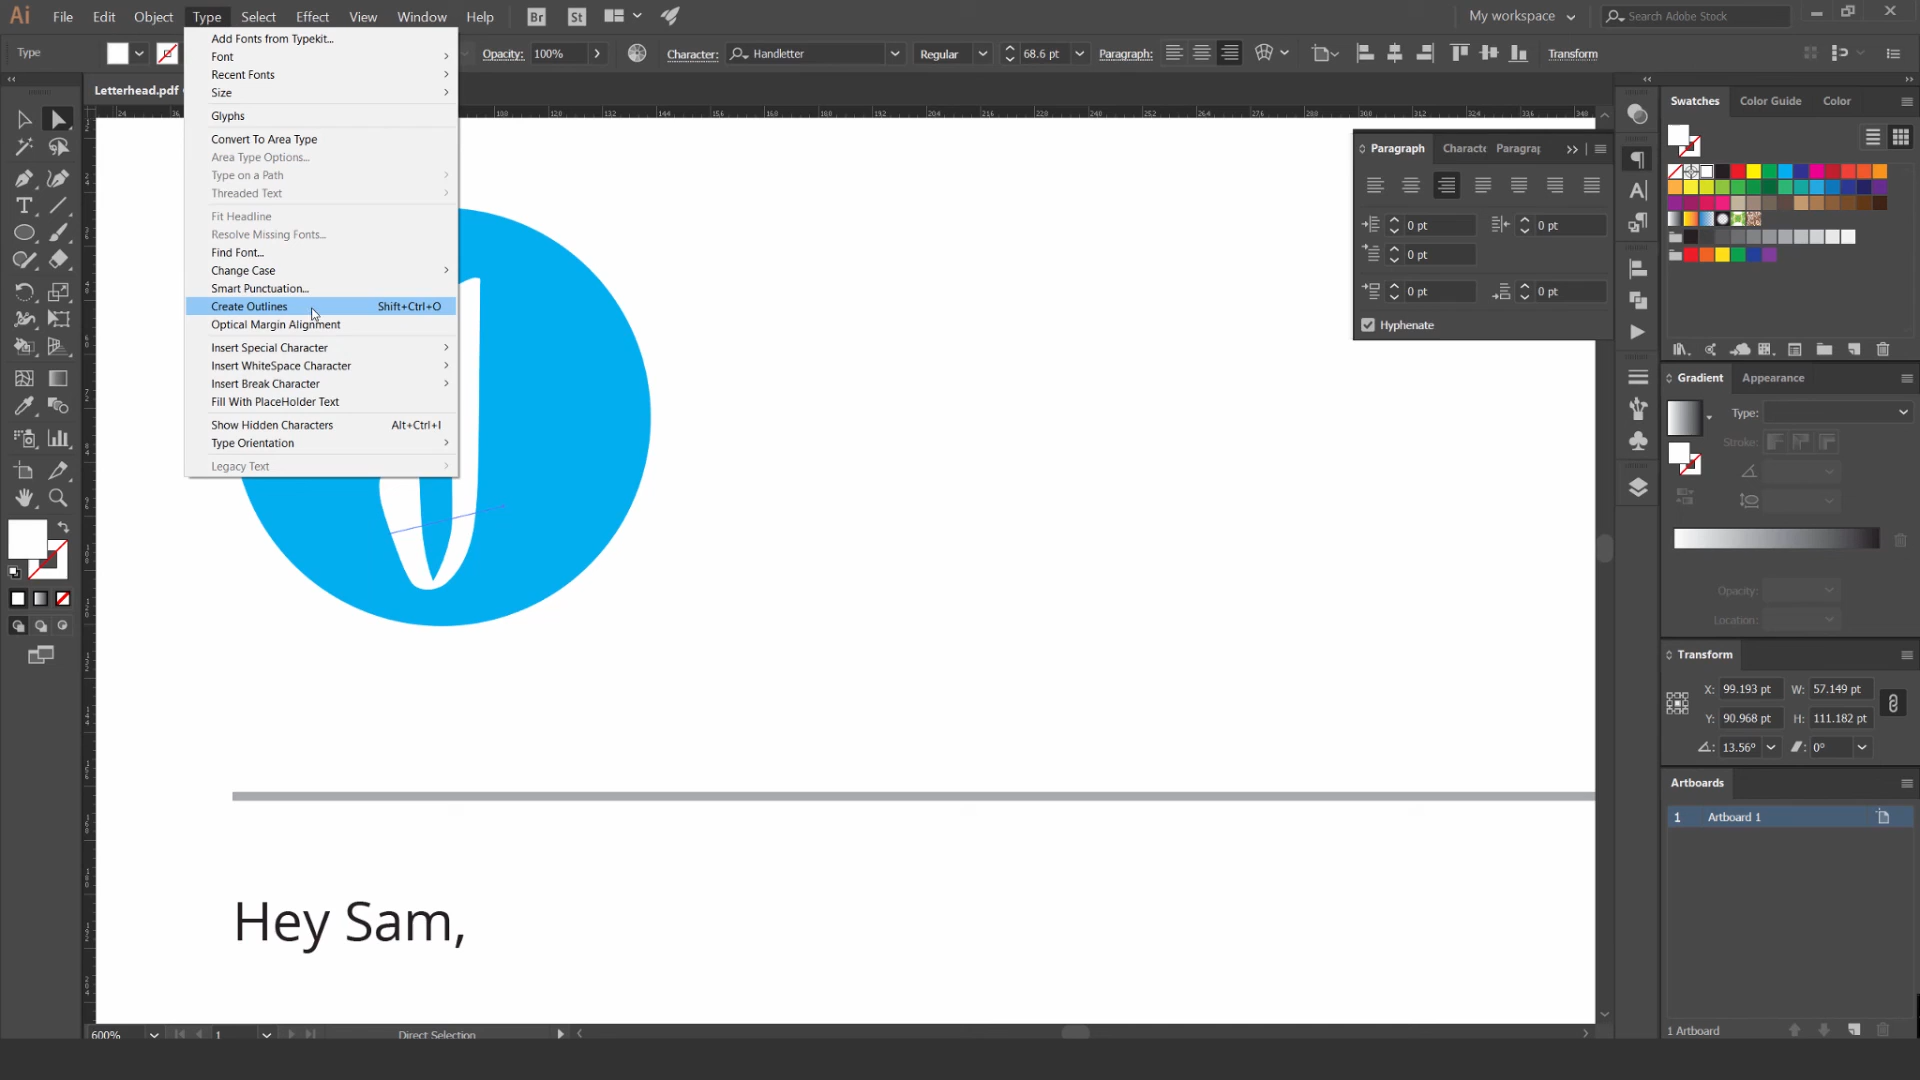 Ai File Edit Object Type Select Effect View Window Help Br St My workspace Search Adobe Stock
Type Opacity: 100% Character: Handletter Regular 68.6 pt Paragraph: Transform
Letterhead.pdf
Add Fonts from Typekit...
Font
Recent Fonts
Size
Glyphs
Convert To Area Type
Area Type Options...
Type on a Path
Threaded Text
Fit Headline
Resolve Missing Fonts...
Find Font...
Change Case
Smart Punctuation...
Create Outlines Shift+Ctrl+O
Optical Margin Alignment
Insert Special Character
Insert WhiteSpace Character
Insert Break Character
Fill With PlaceHolder Text
Show Hidden Characters Alt+Ctrl+I
Type Orientation
Legacy Text
Paragraph Characte Paragra
0 pt 0 pt
0 pt
0 pt 0 pt
Hyphenate
Swatches Color Guide Color
Gradient Appearance
Type:
Stroke:
Opacity:
Location:
Transform
X: 99.193 pt W: 57.149 pt
Y: 90.968 pt H: 111.182 pt
13.56° 0°
Artboards
1 Artboard 1
1 Artboard
Hey Sam,
600% 1 Direct Selection